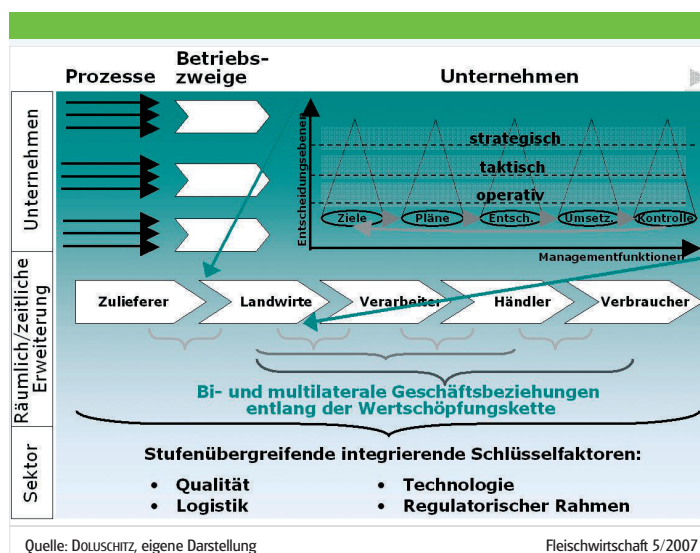 Prozesse
Betriebs-
zweige
Unternehmen
Unternehmen
Entscheidungsebenen
strategisch
taktisch
operativ
Ziele
Pläne
Entsch.
Umsetz.
Kontrolle
Managementfunktionen
Räumlich/zeitliche
Erweiterung
Zulieferer
Landwirte
Verarbeiter
Händler
Verbraucher
Bi- und multilaterale Geschäftsbeziehungen
entlang der Wertschöpfungskette
Sektor
Stufenübergreifende integrierende Schlüsselfaktoren:
• Qualität
• Logistik
• Technologie
• Regulatorischer Rahmen
Quelle: DOLUSCHITZ, eigene Darstellung
Fleischwirtschaft 5/2007